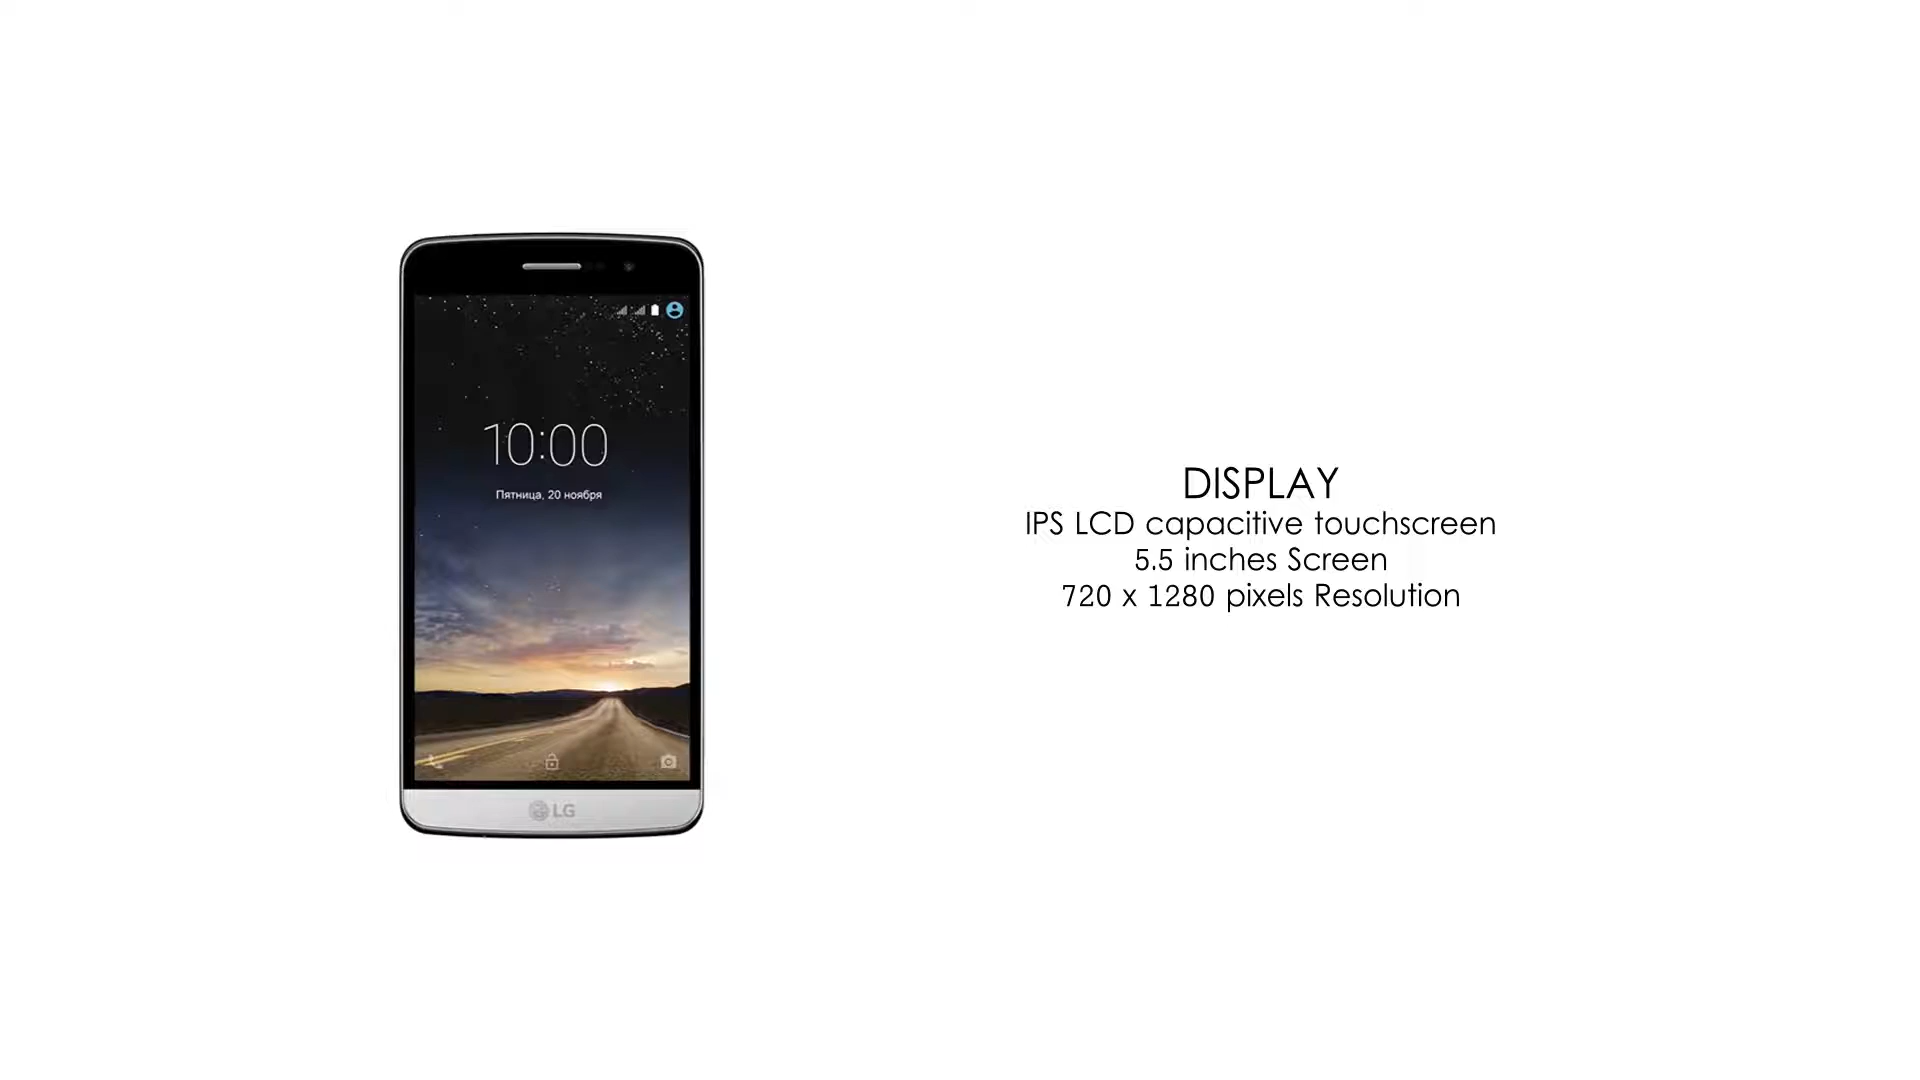 10:00
Пятница, 20 ноября
LG
DISPLAY
IPS LCD capacitive touchscreen
5.5 inches Screen
720 x 1280 pixels Resolution